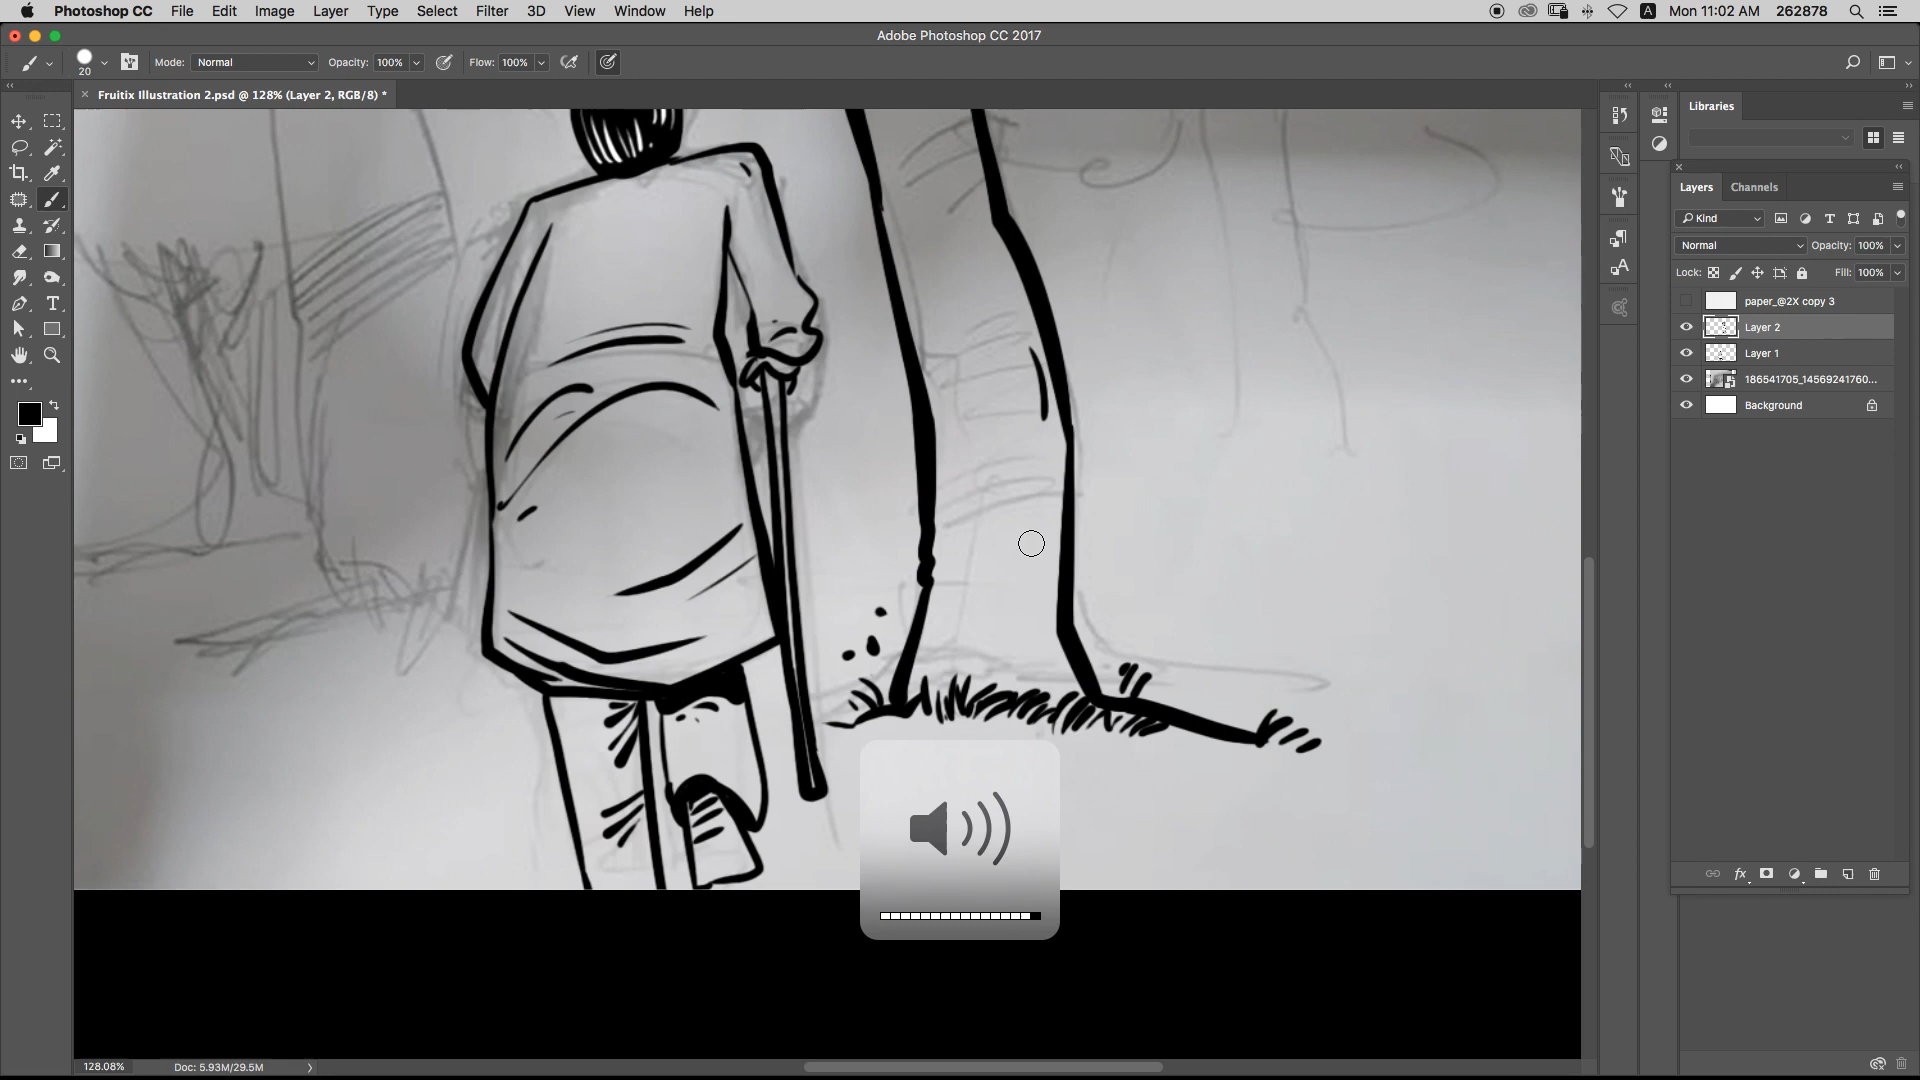 Photoshop CC File Edit Image Layer Type Select Filter 3D View Window Help A Mon 11:02 AM 262878
Adobe Photoshop CC 2017
20 Mode: Normal Opacity: 100% Flow: 100%
Fruitix Illustration 2.psd @ 128% (Layer 2, RGB/8) *
Libraries
Layers Channels
Kind
Normal Opacity: 100%
Lock: Fill: 100%
paper_@2X copy 3
Layer 2
Layer 1
186541705_14569241760...
Background
128.08% Doc: 5.93M/29.5M